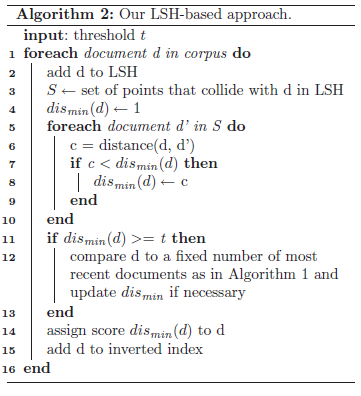 Algorithm 2: Our LSH-based approach.
input: threshold t
1 foreach document d in corpus do
2 add d to LSH
3 S ← set of points that collide with d in LSH
4 dis_min(d) ← 1
5 foreach document d' in S do
6 c = distance(d, d')
7 if c < dis_min(d) then
8 dis_min(d) ← c
9 end
10 end
11 if dis_min(d) >= t then
12 compare d to a fixed number of most
recent documents as in Algorithm 1 and
update dis_min if necessary
13 end
14 assign score dis_min(d) to d
15 add d to inverted index
16 end